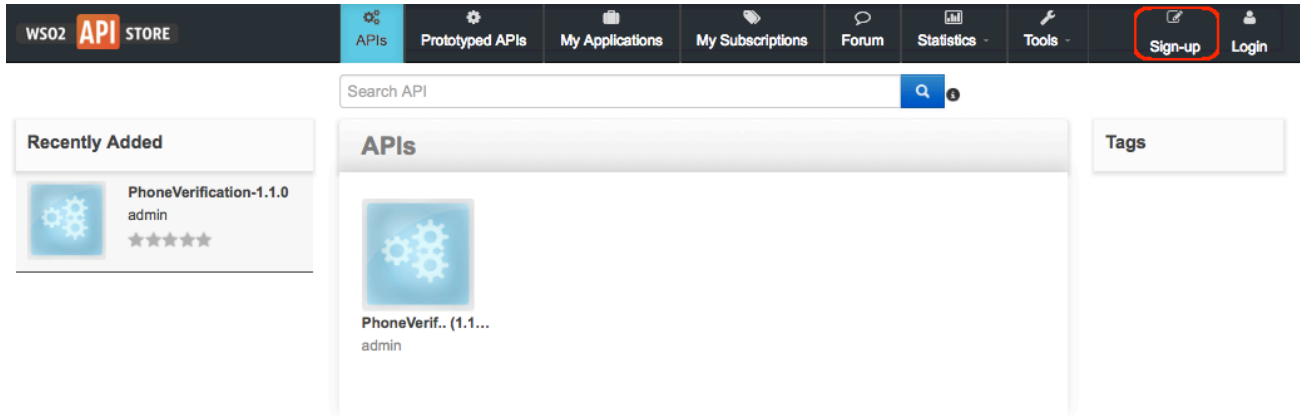 WSO2 API STORE
APIs
Prototyped APIs
My Applications
My Subscriptions
Forum
Statistics
Tools
Sign-up
Login
Search API
Recently Added
PhoneVerification-1.1.0
admin
APIs
PhoneVerif.. (1.1...
admin
Tags